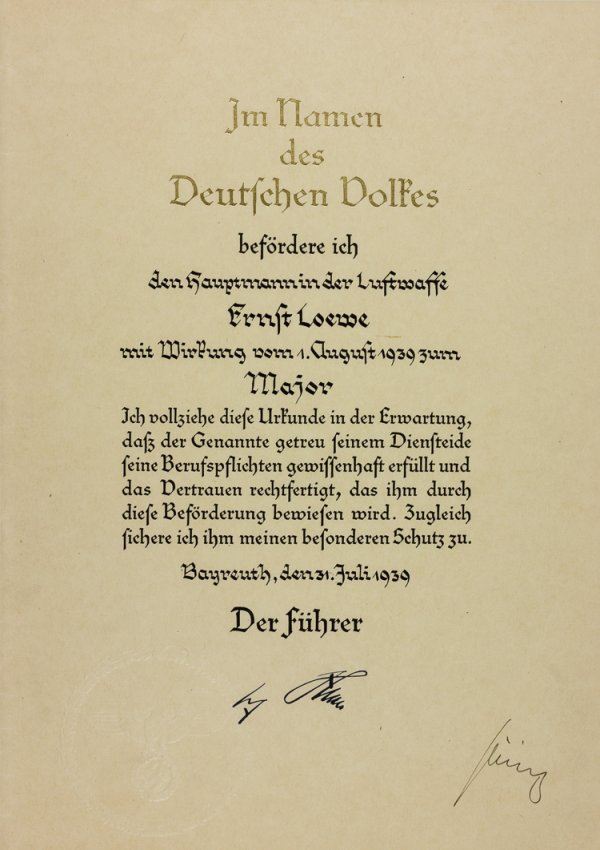 Im Namen
des
Deutschen Volkes
befördere ich
den Hauptmann in der Luftwaffe
Ernst Loewe
mit Wirkung vom 1. August 1939 zum
Major
Ich vollziehe diese Urkunde in der Erwartung,
daß der Genannte getreu seinem Diensteide
seine Berufspflichten gewissenhaft erfüllt und
das Vertrauen rechtfertigt, das ihm durch
diese Beförderung bewiesen wird. Zugleich
sichere ich ihm meinen besonderen Schutz zu.
Bayreuth, den 31. Juli 1939
Der Führer